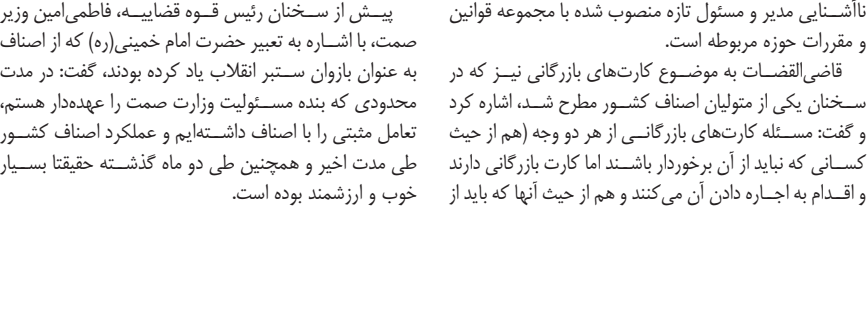 ناآشنایی مدیر و مسئول تازه منصوب شده با مجموعه قوانین
و مقررات حوزه مربوطه است.
قاضی‌القضات به موضوع کارت‌های بازرگانی نیز که در
سخنان یکی از متولیان اصناف کشور مطرح شد، اشاره کرد
و گفت: مسئله کارت‌های بازرگانی از هر دو وجه (هم از حیث
کسانی که نباید از آن برخوردار باشند اما کارت بازرگانی دارند
و اقدام به اجاره دادن آن می‌کنند و هم از حیث آنها که باید از
پیش از سخنان رئیس قوه قضاییه، فاطمی‌امین وزیر
صمت، با اشاره به تعبیر حضرت امام خمینی(ره) که از اصناف
به عنوان بازوان ستبر انقلاب یاد کرده بودند، گفت: در مدت
محدودی که بنده مسئولیت وزارت صمت را عهده‌دار هستم،
تعامل مثبتی را با اصناف داشته‌ایم و عملکرد اصناف کشور
طی مدت اخیر و همچنین طی دو ماه گذشته حقیقتا بسیار
خوب و ارزشمند بوده است.